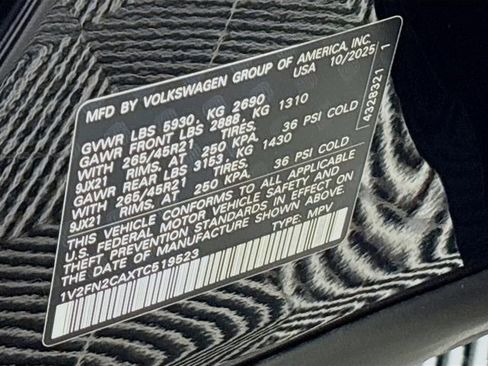 MFD BY VOLKSWAGEN GROUP OF AMERICA, INC.
USA 10/2025
GVWR LBS 5930, KG 2690
GAWR FRONT LBS 2888, KG 1310
WITH 265/45R21 TIRES,
9JX21 RIMS, AT 250 KPA, 36 PSI COLD
GAWR REAR LBS 3153, KG 1430
WITH 265/45R21 TIRES,
9JX21 RIMS, AT 250 KPA, 36 PSI COLD
THIS VEHICLE CONFORMS TO ALL APPLICABLE
U.S. FEDERAL MOTOR VEHICLE SAFETY AND
THEFT PREVENTION STANDARDS IN EFFECT ON
THE DATE OF MANUFACTURE SHOWN ABOVE.
1V2FN2CAXTC519523 TYPE: MPV
4328321 1